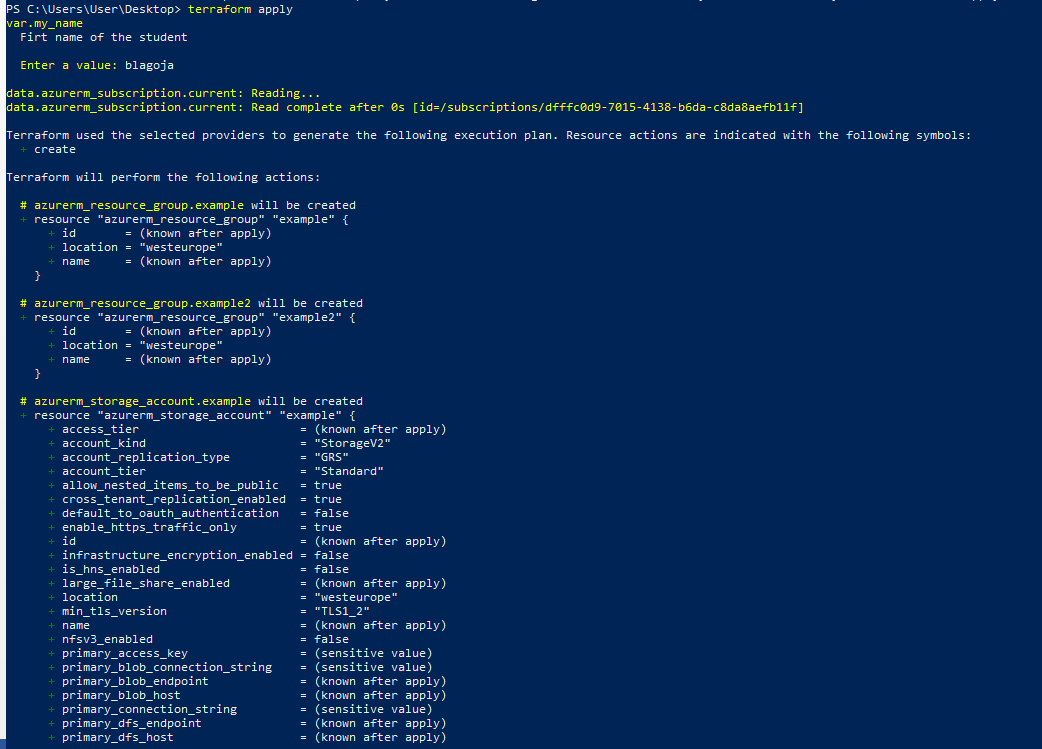 PS C:\Users\User\Desktop> terraform apply
var.my_name
  Firt name of the student
  Enter a value: blagoja
data.azurerm_subscription.current: Reading...
data.azurerm_subscription.current: Read complete after 0s [id=/subscriptions/dfffc0d9-7015-4138-b6da-c8da8aefb11f]
Terraform used the selected providers to generate the following execution plan. Resource actions are indicated with the following symbols:
  + create
Terraform will perform the following actions:
  # azurerm_resource_group.example will be created
  + resource "azurerm_resource_group" "example" {
      + id       = (known after apply)
      + location = "westeurope"
      + name     = (known after apply)
    }
  # azurerm_resource_group.example2 will be created
  + resource "azurerm_resource_group" "example2" {
      + id       = (known after apply)
      + location = "westeurope"
      + name     = (known after apply)
    }
  # azurerm_storage_account.example will be created
  + resource "azurerm_storage_account" "example" {
      + access_tier                       = (known after apply)
      + account_kind                      = "StorageV2"
      + account_replication_type          = "GRS"
      + account_tier                      = "Standard"
      + allow_nested_items_to_be_public   = true
      + cross_tenant_replication_enabled  = true
      + default_to_oauth_authentication   = false
      + enable_https_traffic_only         = true
      + id                                = (known after apply)
      + infrastructure_encryption_enabled = false
      + is_hns_enabled                    = false
      + large_file_share_enabled          = (known after apply)
      + location                          = "westeurope"
      + min_tls_version                   = "TLS1_2"
      + name                              = (known after apply)
      + nfsv3_enabled                     = false
      + primary_access_key                = (sensitive value)
      + primary_blob_connection_string    = (sensitive value)
      + primary_blob_endpoint             = (known after apply)
      + primary_blob_host                 = (known after apply)
      + primary_connection_string         = (sensitive value)
      + primary_dfs_endpoint              = (known after apply)
      + primary_dfs_host                  = (known after apply)